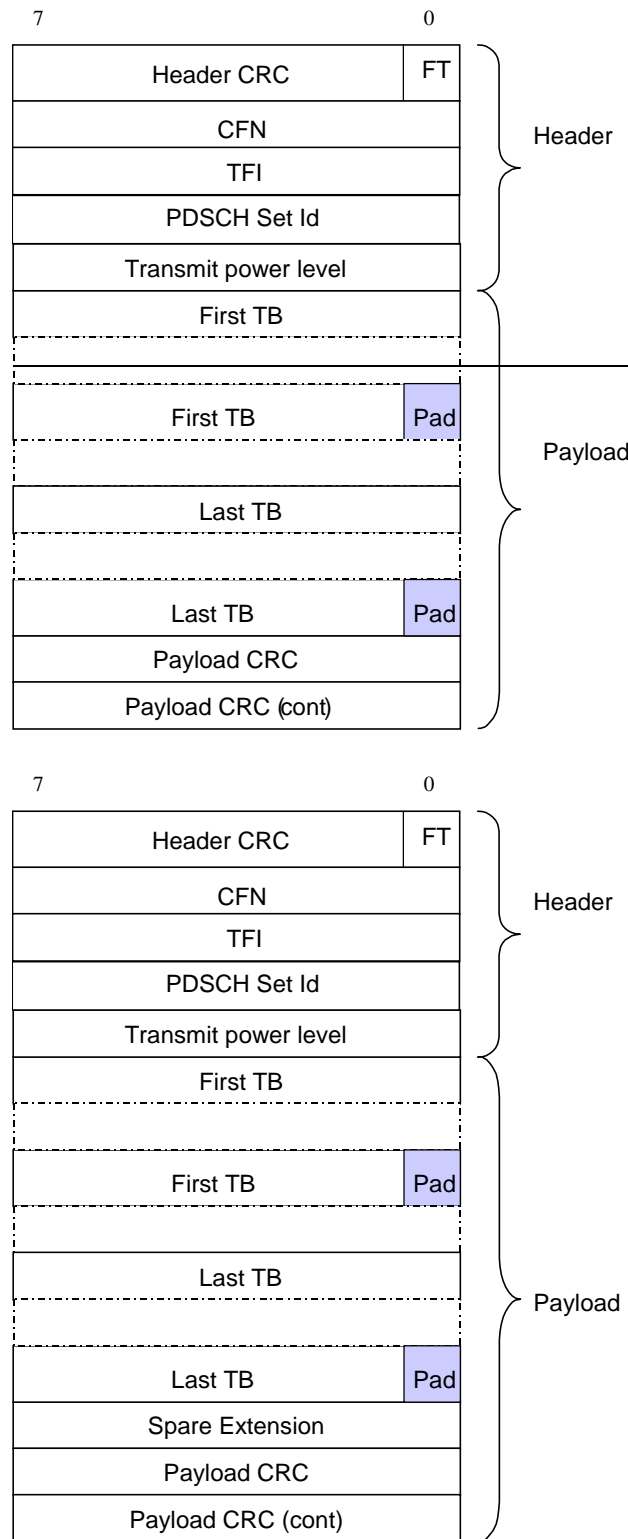 7 0
Header CRC FT
CFN
Header
TFI
PDSCH Set Id
Transmit power level
First TB
First TB Pad
Payload
Last TB
Last TB Pad
Payload CRC
Payload CRC (cont)
7 0
Header CRC FT
CFN
Header
TFI
PDSCH Set Id
Transmit power level
First TB
First TB Pad
Last TB
Payload
Last TB Pad
Spare Extension
Payload CRC
Payload CRC (cont)